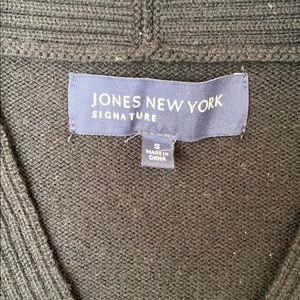 JONES NEW YORK
SIGNATURE
S
MADE IN
CHINA